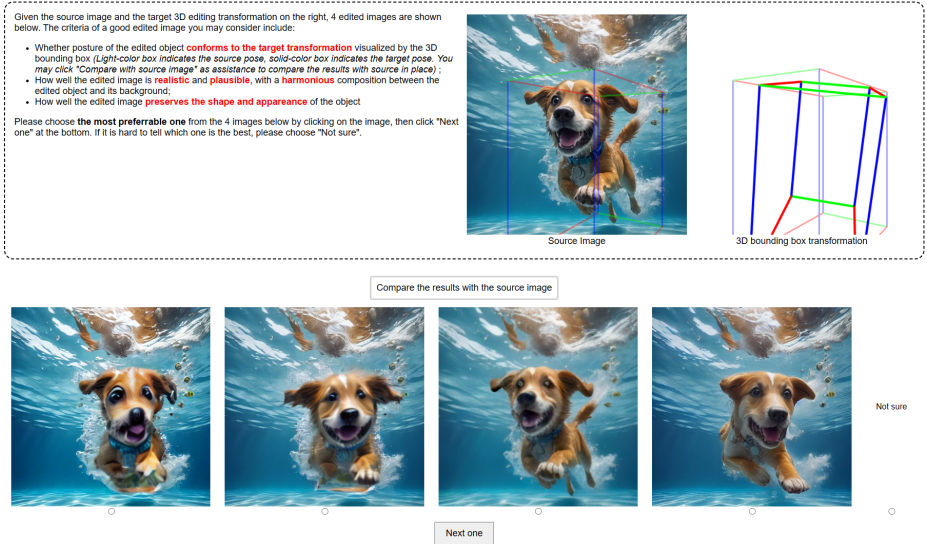 Given the source image and the target 3D editing transformation on the right, 4 edited images are shown
below. The criteria of a good edited image you may consider include:
Whether posture of the edited object conforms to the target transformation visualized by the 3D
bounding box (Light-color box indicates the source pose, solid-color box indicates the target pose. You
may click "Compare with source image" as assistance to compare the results with source in place) ;
How well the edited image is realistic and plausible, with a harmonious composition between the
edited object and its background;
How well the edited image preserves the shape and appareance of the object
Please choose the most preferrable one from the 4 images below by clicking on the image, then click "Next
one" at the bottom. If it is hard to tell which one is the best, please choose "Not sure".
Source Image
3D bounding box transformation
Compare the results with the source image
Not sure
Next one